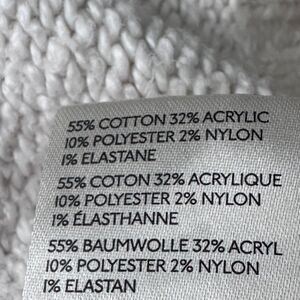 55% COTTON 32% ACRYLIC
10% POLYESTER 2% NYLON
1% ELASTANE
55% COTON 32% ACRYLIQUE
10% POLYESTER 2% NYLON
1% ÉLASTHANNE
55% BAUMWOLLE 32% ACRYL
10% POLYESTER 2% NYLON
1% ELASTAN